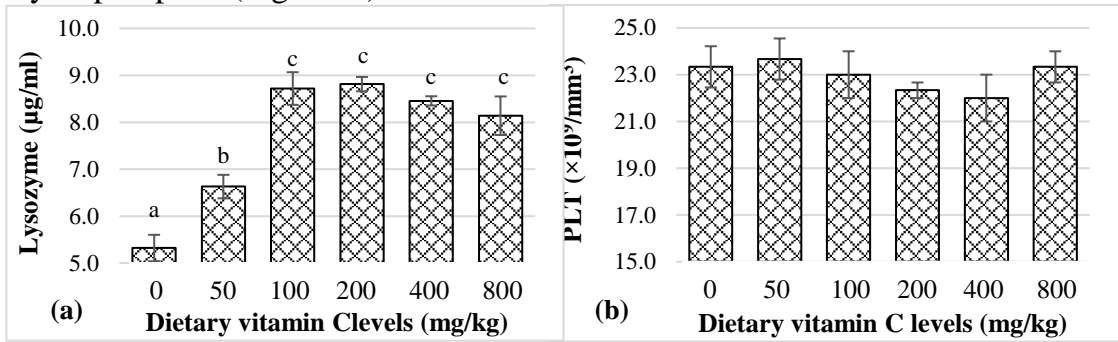 Lysozyme (µg/ml)
10.0
9.0
8.0
7.0
6.0
5.0
a
b
c
c
c
c
0 50 100 200 400 800
(a)
Dietary vitamin Clevels (mg/kg)
PLT (×10⁹/mm⁻³)
25.0
23.0
21.0
19.0
17.0
15.0
0 50 100 200 400 800
(b)
Dietary vitamin C levels (mg/kg)